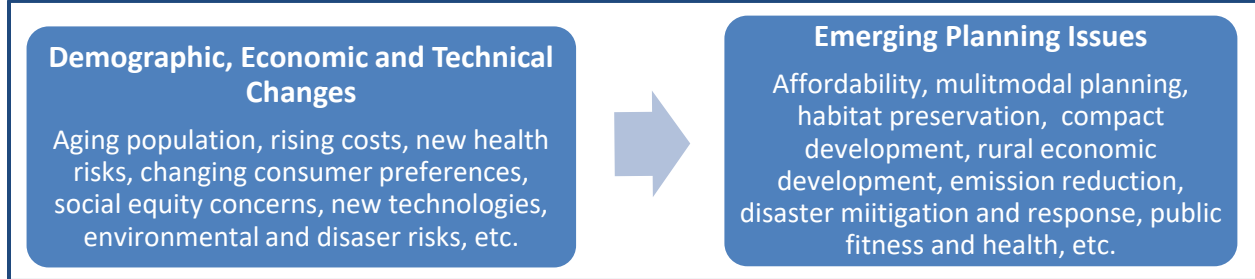 Demographic, Economic and Technical
Changes
Aging population, rising costs, new health
risks, changing consumer preferences,
social equity concerns, new technologies,
environmental and disaser risks, etc.
Emerging Planning Issues
Affordability, mulitmodal planning,
habitat preservation, compact
development, rural economic
development, emission reduction,
disaster miitigation and response, public
fitness and health, etc.